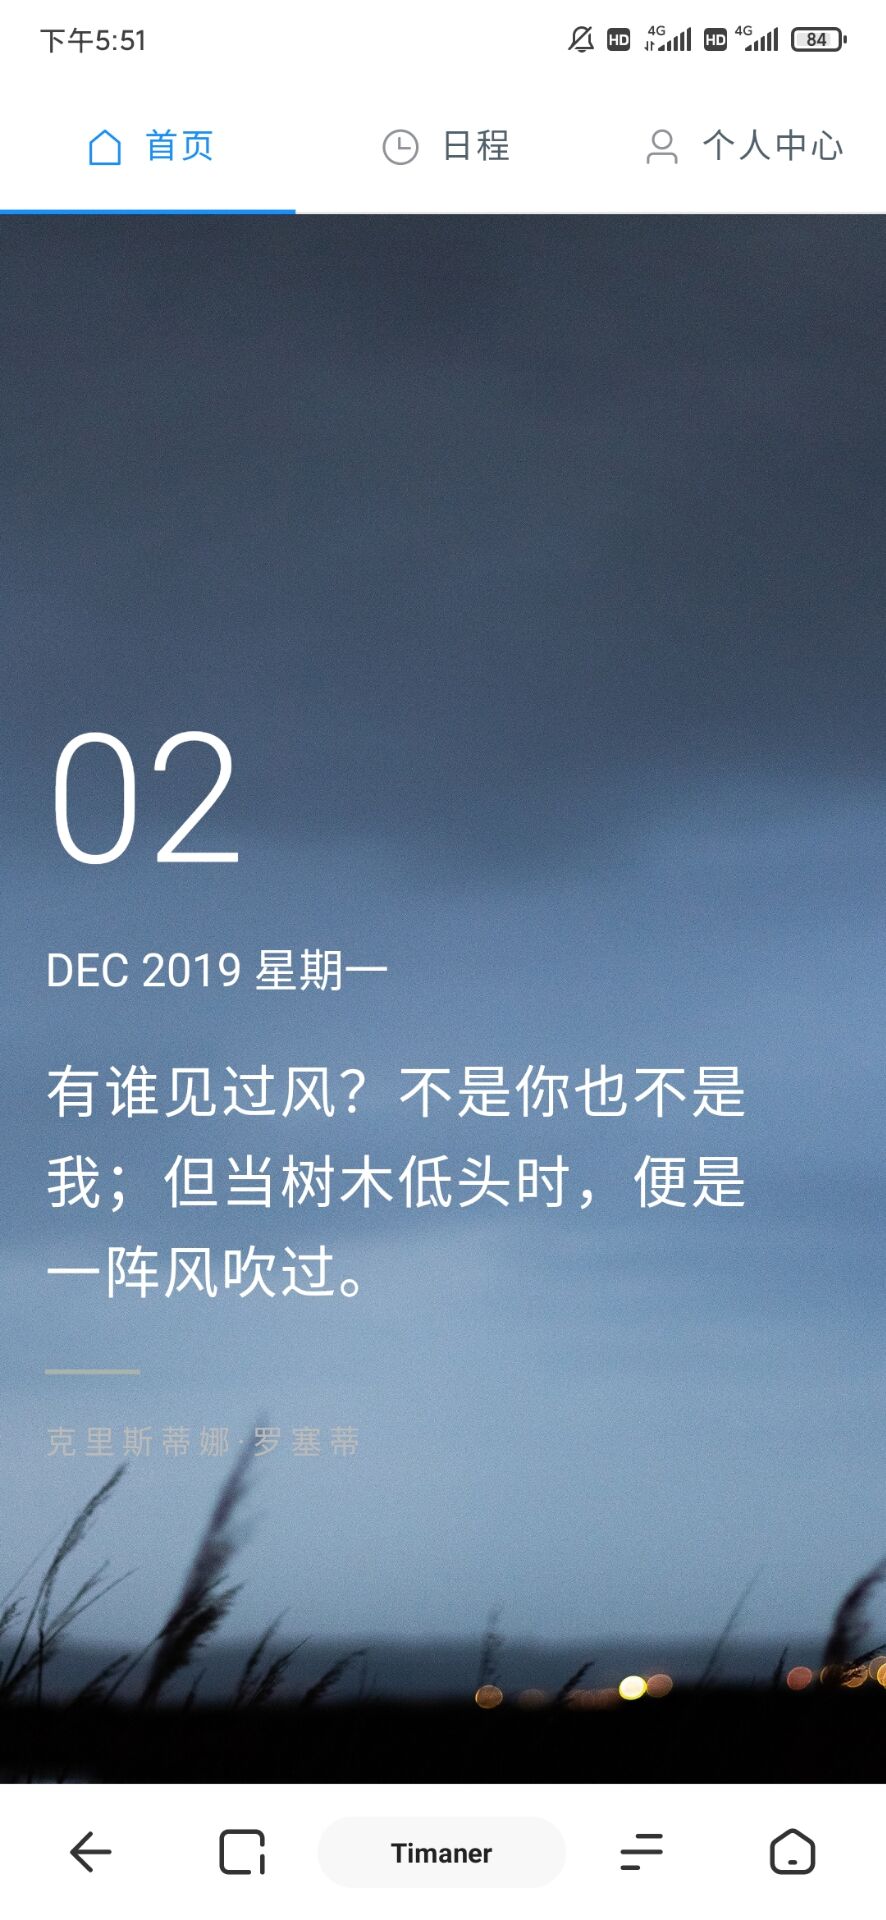 下午5:51
HD 4G HD 4G 84
首页 日程 个人中心
02
DEC 2019 星期一
有谁见过风？不是你也不是
我；但当树木低头时，便是
一阵风吹过。
克里斯蒂娜·罗塞蒂
Timaner